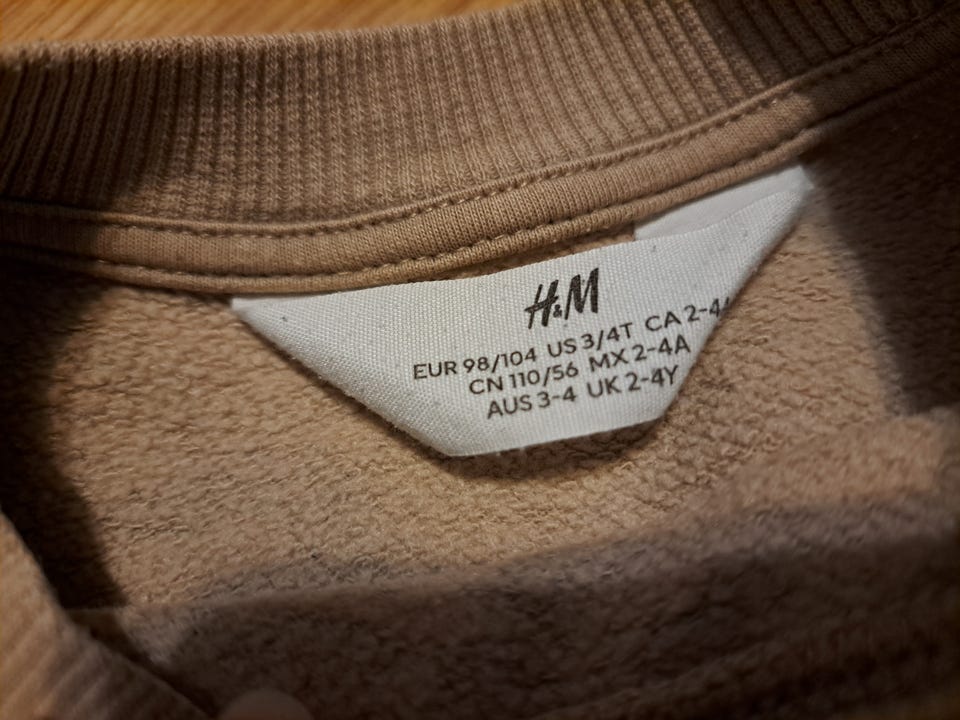 H&M
EUR 98/104 US 3/4T CA 2-4
CN 110/56 MX 2-4A
AUS 3-4 UK 2-4Y